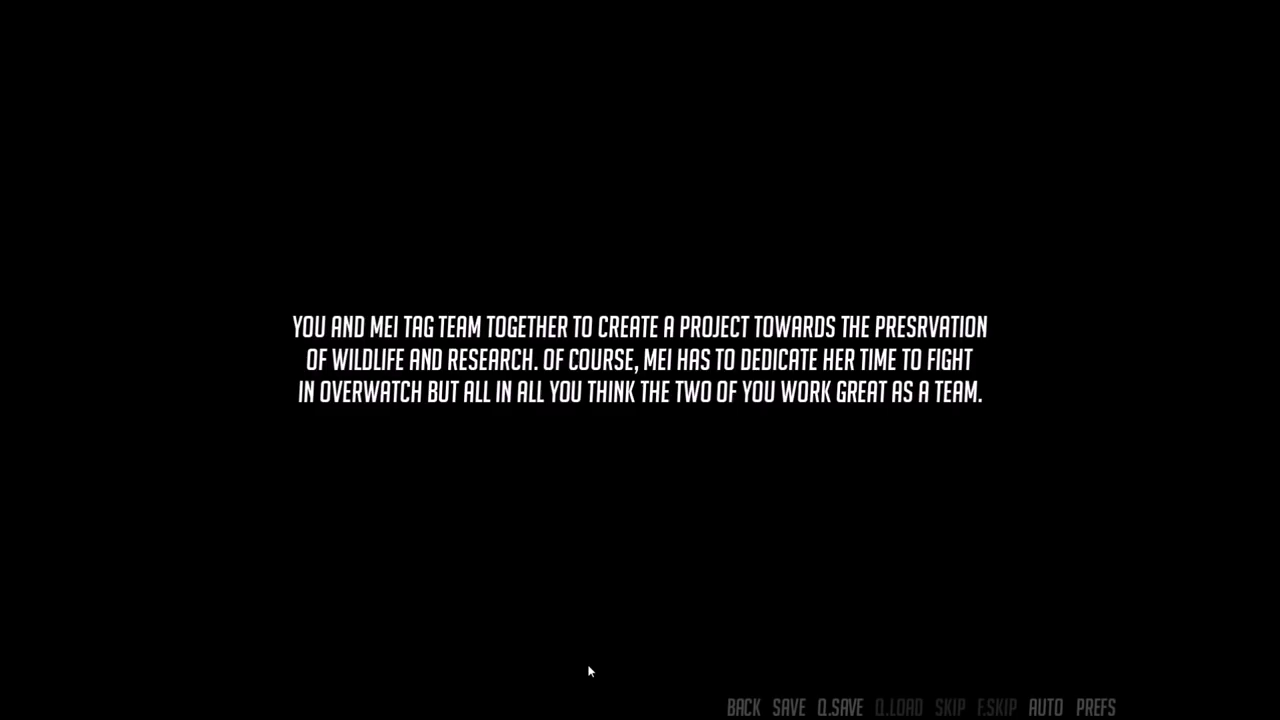 YOU AND MEI TAG TEAM TOGETHER TO CREATE A PROJECT TOWARDS THE PRESRVATION
OF WILDLIFE AND RESEARCH. OF COURSE, MEI HAS TO DEDICATE HER TIME TO FIGHT
IN OVERWATCH BUT ALL IN ALL YOU THINK THE TWO OF YOU WORK GREAT AS A TEAM.
BACK SAVE Q.SAVE Q.LOAD SKIP F.SKIP AUTO PREFS